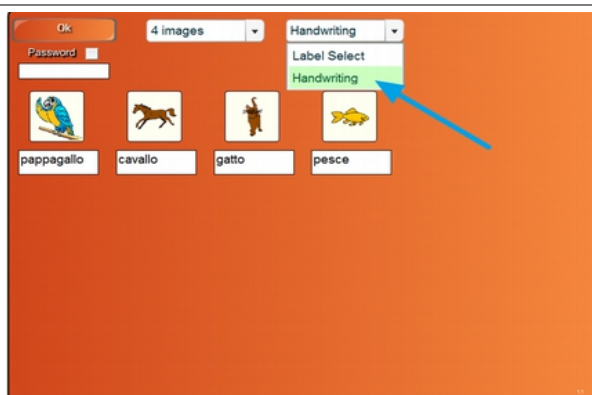 Ok
4 images
Handwriting
Password
Label Select
Handwriting
pappagallo
cavallo
gatto
pesce